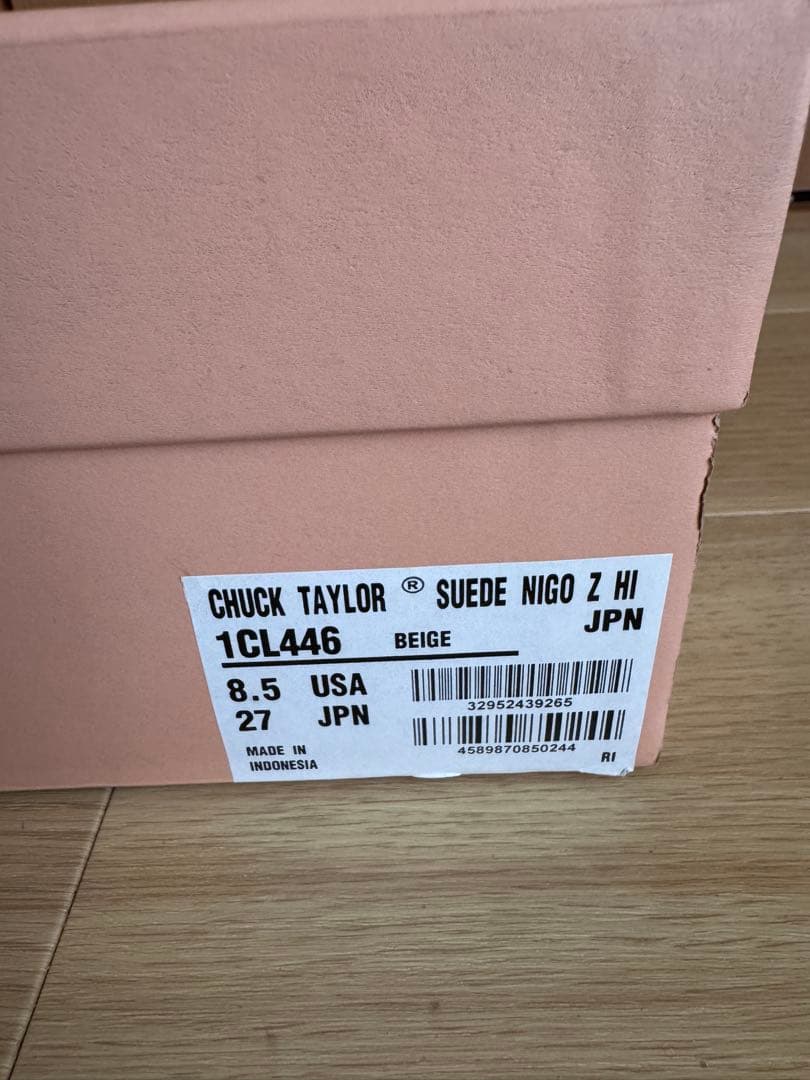 CHUCK TAYLOR ® SUEDE NIGO Z HI
JPN
1CL446 BEIGE
8.5 USA
27 JPN
32952439265
4589870850244
MADE IN
INDONESIA
RI